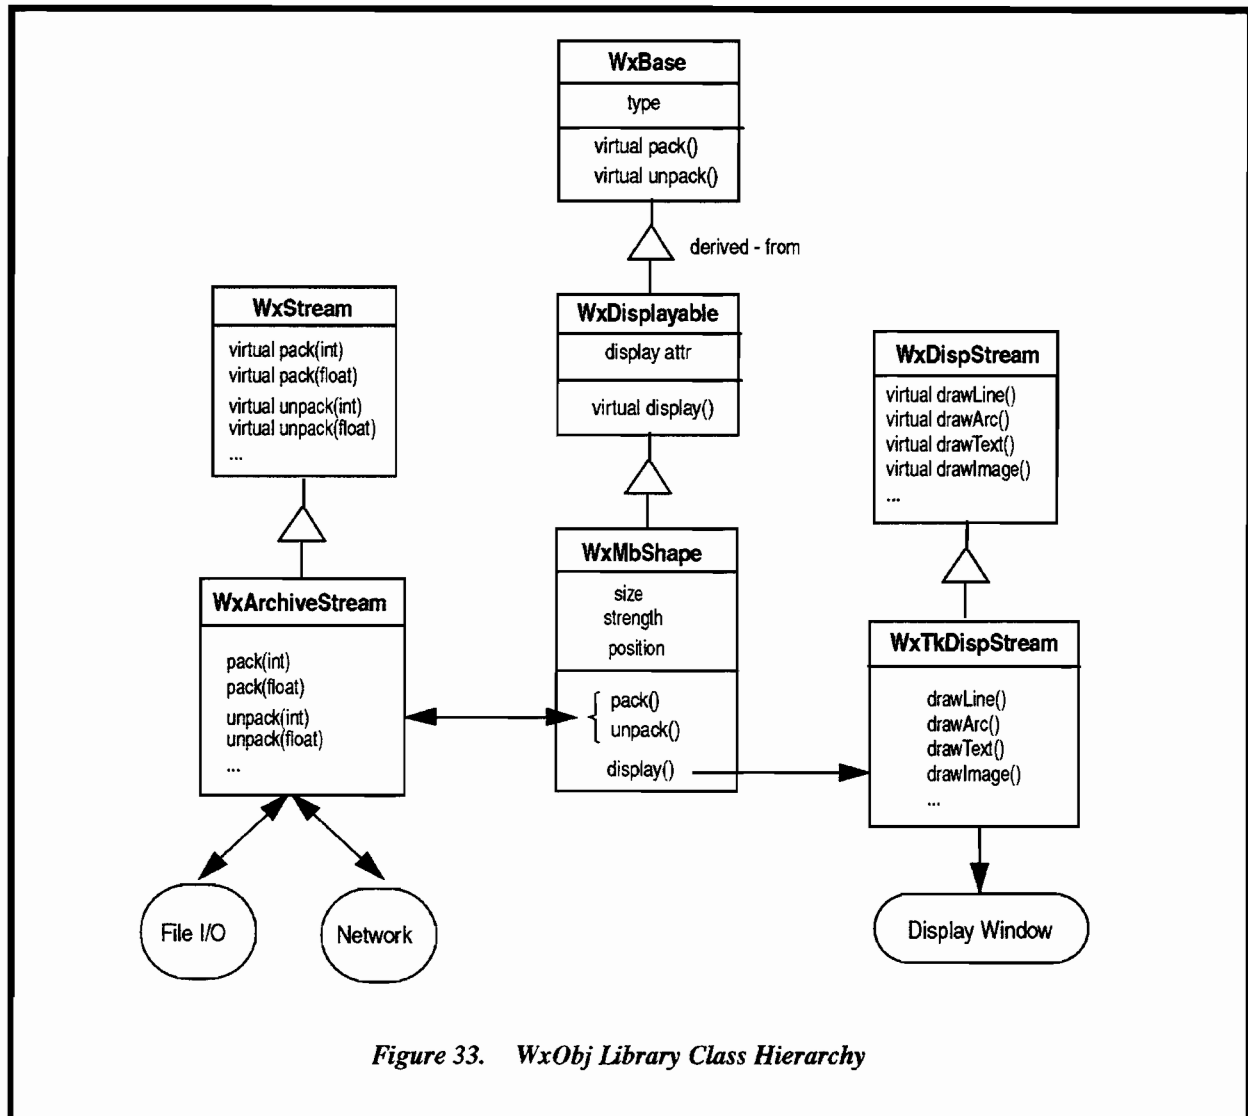 WxBase
type
virtual pack()
virtual unpack()
derived - from
WxStream
virtual pack(int)
virtual pack(float)
virtual unpack(int)
virtual unpack(float)
...
WxDisplayable
display attr
virtual display()
WxDispStream
virtual drawLine()
virtual drawArc()
virtual drawText()
virtual drawImage()
...
WxArchiveStream
pack(int)
pack(float)
unpack(int)
unpack(float)
...
WxMbShape
size
strength
position
pack()
unpack()
display()
WxTkDispStream
drawLine()
drawArc()
drawText()
drawImage()
...
File I/O
Network
Display Window
Figure 33. WxObj Library Class Hierarchy